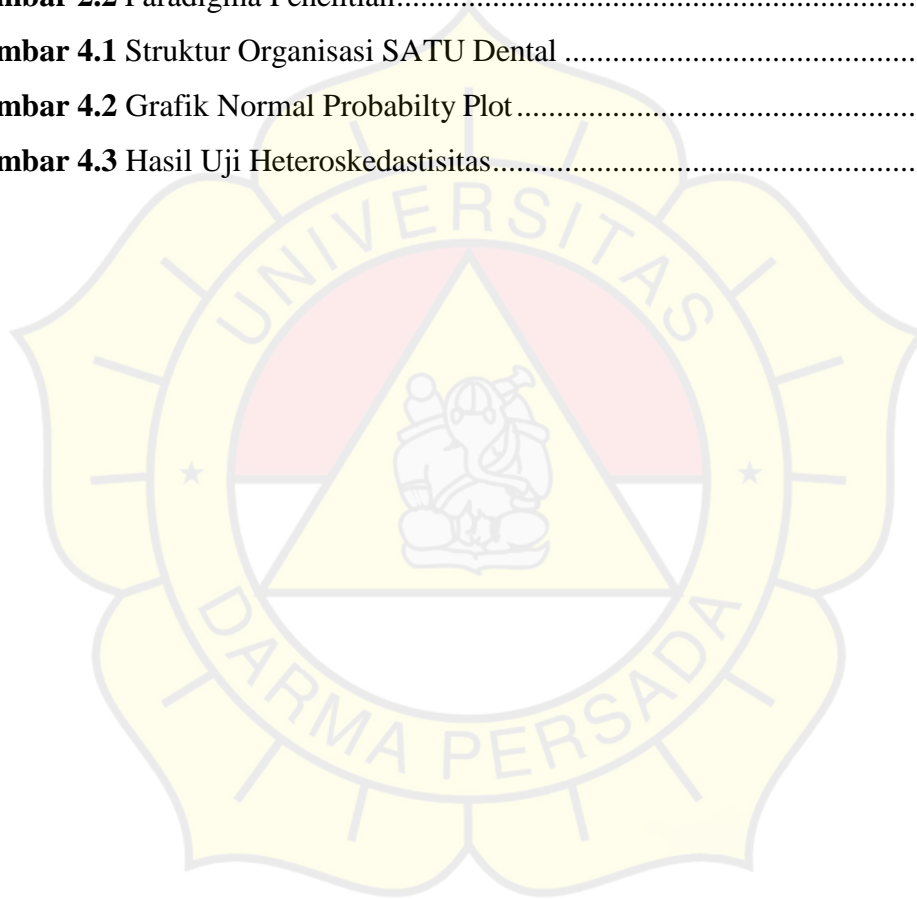 mbar 2.2 Paradigma Penelitian....................................................................
mbar 4.1 Struktur Organisasi SATU Dental ..............................................
mbar 4.2 Grafik Normal Probabilty Plot ....................................................
mbar 4.3 Hasil Uji Heteroskedastisitas.......................................................
UNIVERSITAS
DARMA PERSADA